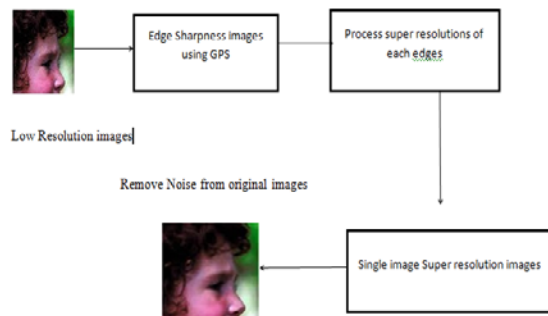 Edge Sharpness images
using GPS
Process super resolutions of
each edges
Low Resolution images
Remove Noise from original images
Single image Super resolution images